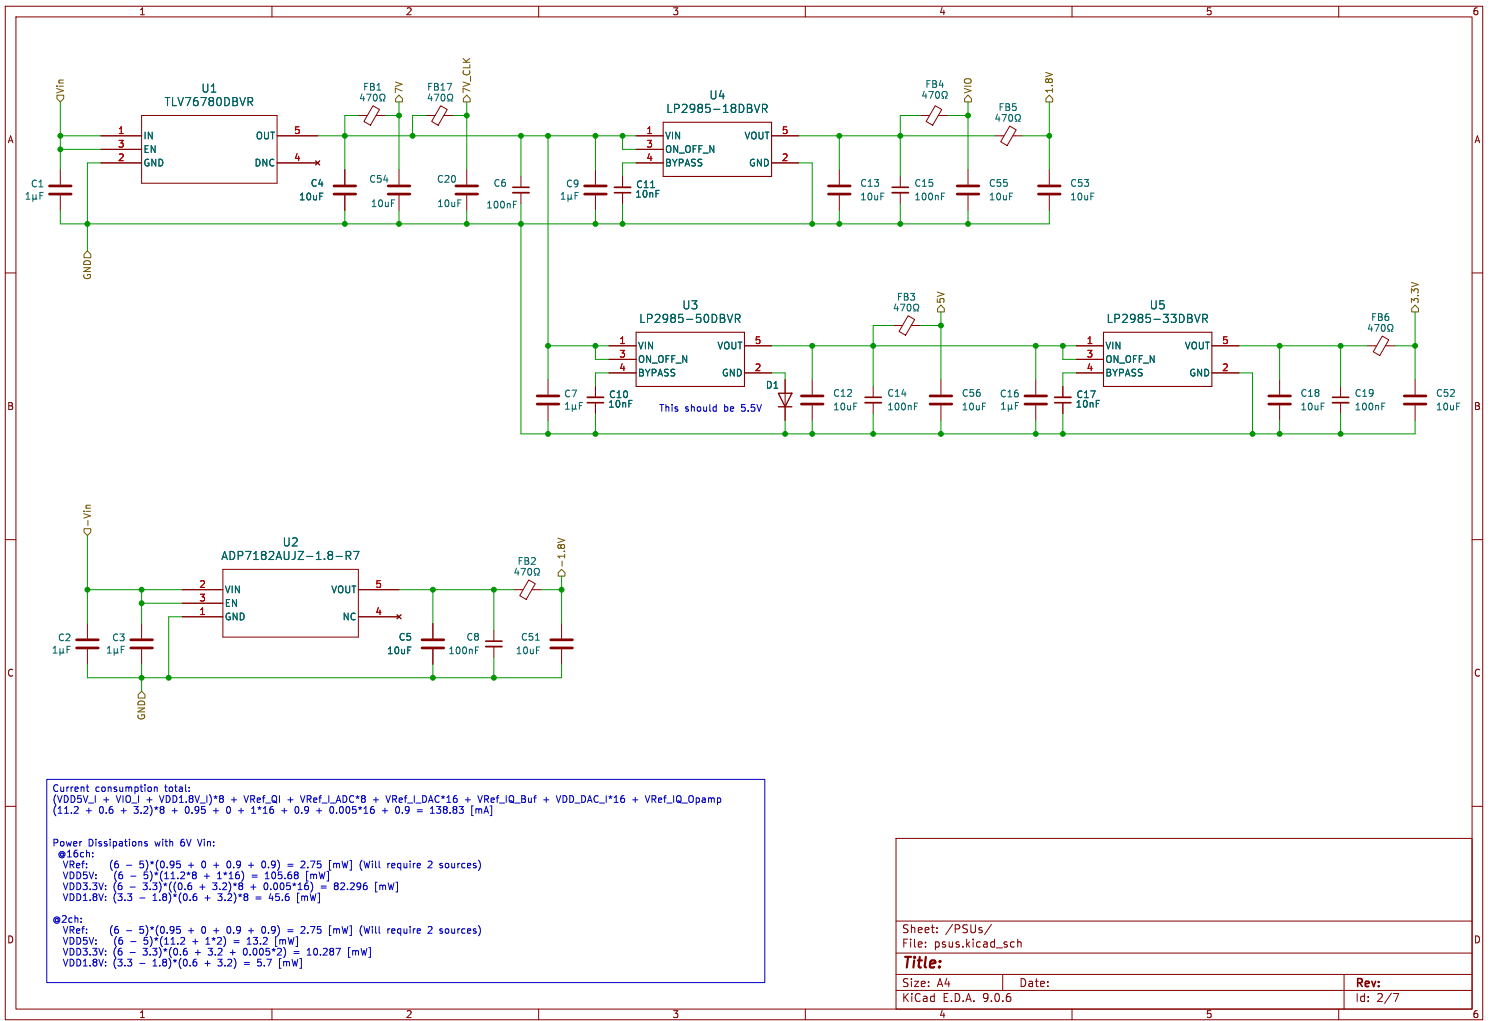 1 2 3 4 5 6
A
B
C
D
Vin
U1
TLV76780DBVR
1 IN
3 EN
2 GND
OUT 5
DNC 4
C1
1µF
GND
FB1
470Ω
7V
FB17
470Ω
7V_CLK
C4
10uF
C54
10uF
C20
10uF
C6
100nF
C9
1µF
C11
10nF
U4
LP2985-18DBVR
1 VIN
3 ON_OFF_N
4 BYPASS
VOUT 5
GND 2
FB4
470Ω
VIO
FB5
470Ω
1.8V
C13
10uF
C15
100nF
C55
10uF
C53
10uF
U3
LP2985-50DBVR
1 VIN
3 ON_OFF_N
4 BYPASS
VOUT 5
GND 2
C7
1µF
C10
10nF
This should be 5.5V
D1
C12
10uF
C14
100nF
FB3
470Ω
5V
C56
10uF
C16
1µF
C17
10nF
U5
LP2985-33DBVR
1 VIN
3 ON_OFF_N
4 BYPASS
VOUT 5
GND 2
C18
10uF
C19
100nF
FB6
470Ω
3.3V
C52
10uF
-Vin
U2
ADP7182AUJZ-1.8-R7
2 VIN
3 EN
1 GND
VOUT 5
NC 4
C2
1µF
C3
1µF
GND
C5
10uF
C8
100nF
FB2
470Ω
-1.8V
C51
10uF
Current consumption total:
(VDD5V_I + VIO_I + VDD1.8V_I)*8 + VRef_QI + VRef_I_ADC*8 + VRef_I_DAC*16 + VRef_IQ_Buf + VDD_DAC_I*16 + VRef_IQ_Opamp
(11.2 + 0.6 + 3.2)*8 + 0.95 + 0 + 1*16 + 0.9 + 0.005*16 + 0.9 = 138.83 [mA]
Power Dissipations with 6V Vin:
@16ch:
VRef: (6 - 5)*(0.95 + 0 + 0.9 + 0.9) = 2.75 [mW] (Will require 2 sources)
VDD5V: (6 - 5)*(11.2*8 + 1*16) = 105.68 [mW]
VDD3.3V: (6 - 3.3)*((0.6 + 3.2)*8 + 0.005*16) = 82.296 [mW]
VDD1.8V: (3.3 - 1.8)*(0.6 + 3.2)*8 = 45.6 [mW]
@2ch:
VRef: (6 - 5)*(0.95 + 0 + 0.9 + 0.9) = 2.75 [mW] (Will require 2 sources)
VDD5V: (6 - 5)*(11.2 + 1*2) = 13.2 [mW]
VDD3.3V: (6 - 3.3)*(0.6 + 3.2 + 0.005*2) = 10.287 [mW]
VDD1.8V: (3.3 - 1.8)*(0.6 + 3.2) = 5.7 [mW]
Sheet: /PSUs/
File: psus.kicad_sch
Title:
Size: A4 Date: Rev:
KiCad E.D.A. 9.0.6 Id: 2/7
A
B
C
D
1 2 3 4 5 6